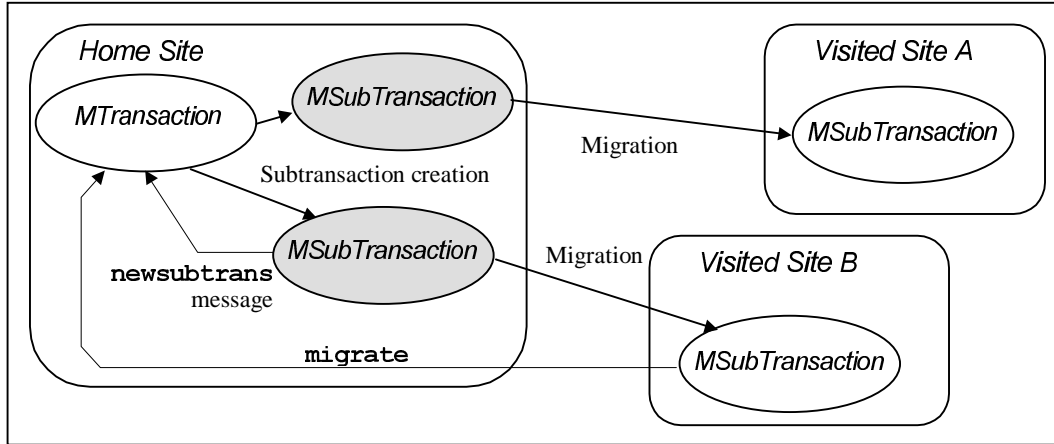 Home Site
MTransaction
MSubTransaction
Subtransaction creation
MSubTransaction
newsubtrans
message
migrate
Migration
Visited Site A
MSubTransaction
Migration
Visited Site B
MSubTransaction